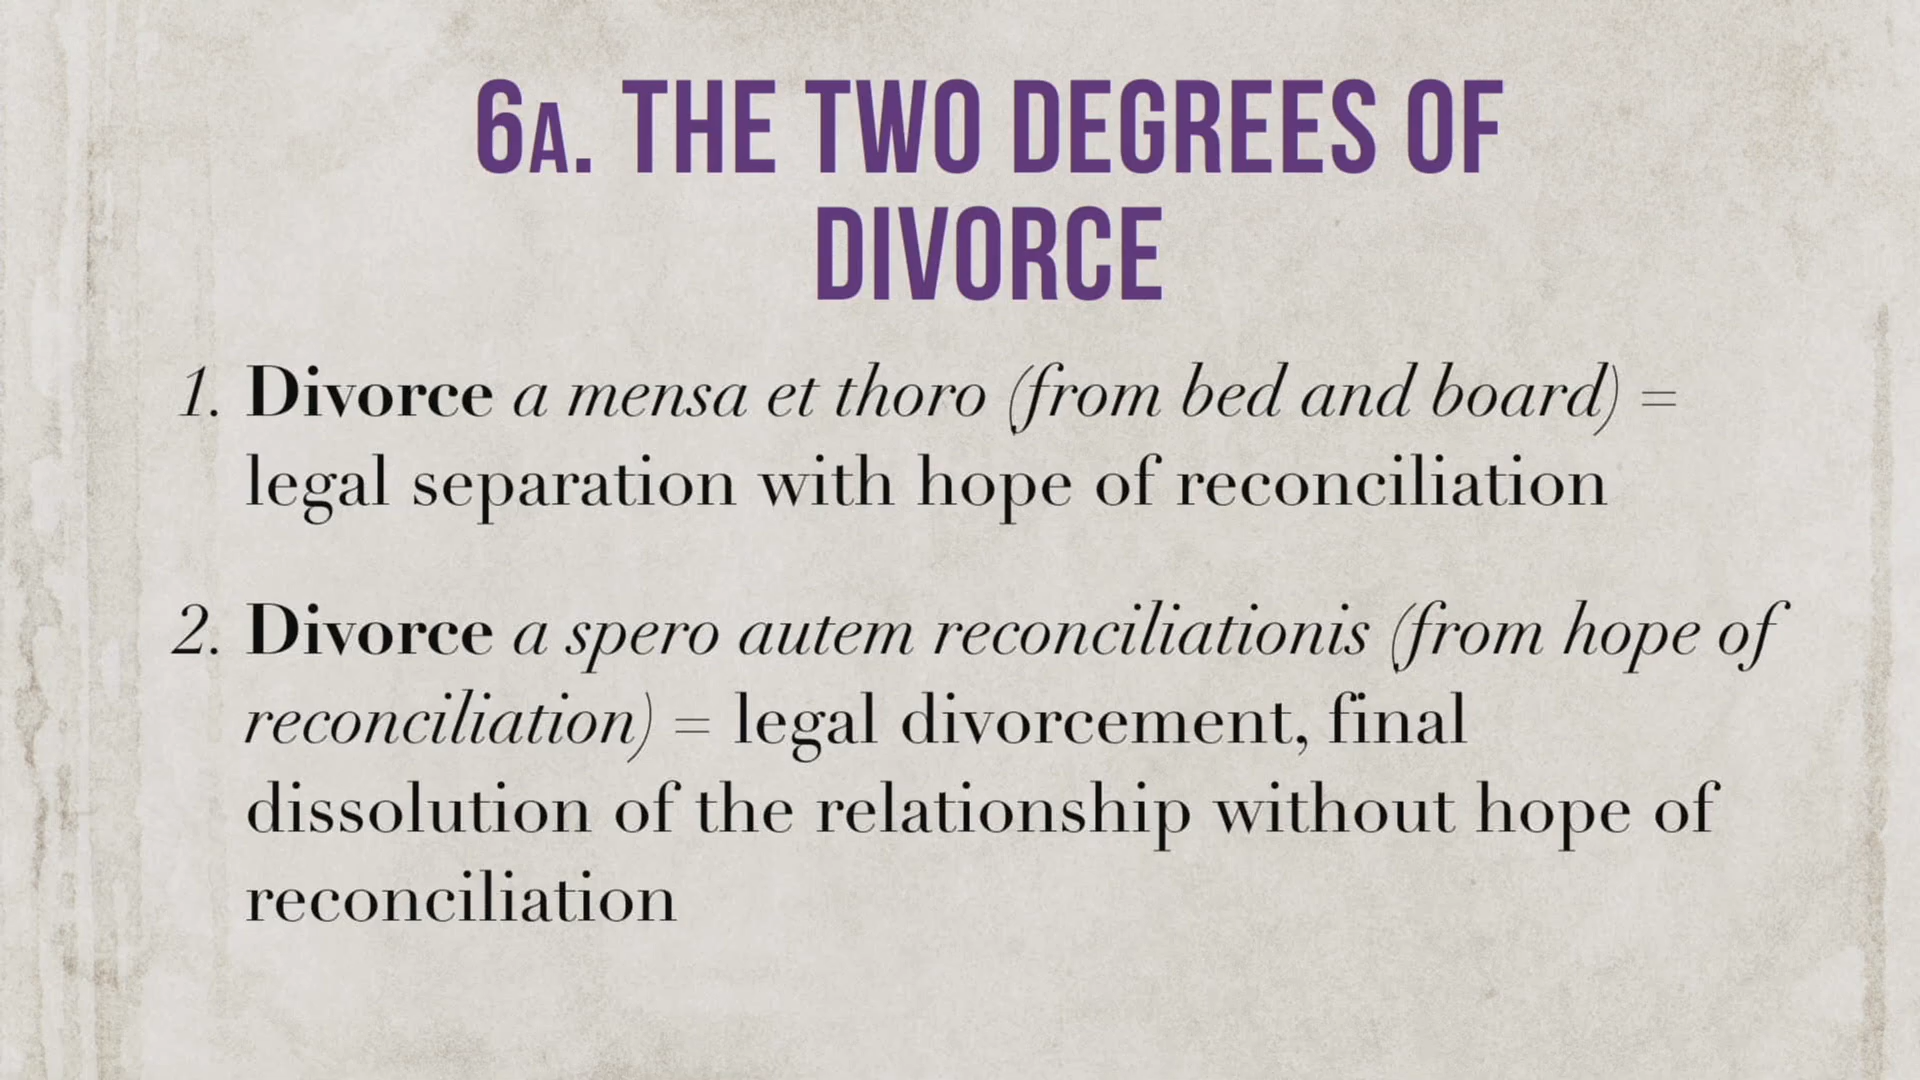 6A. THE TWO DEGREES OF
DIVORCE
1. Divorce a mensa et thoro (from bed and board) =
legal separation with hope of reconciliation
2. Divorce a spero autem reconciliationis (from hope of
reconciliation) = legal divorcement, final
dissolution of the relationship without hope of
reconciliation